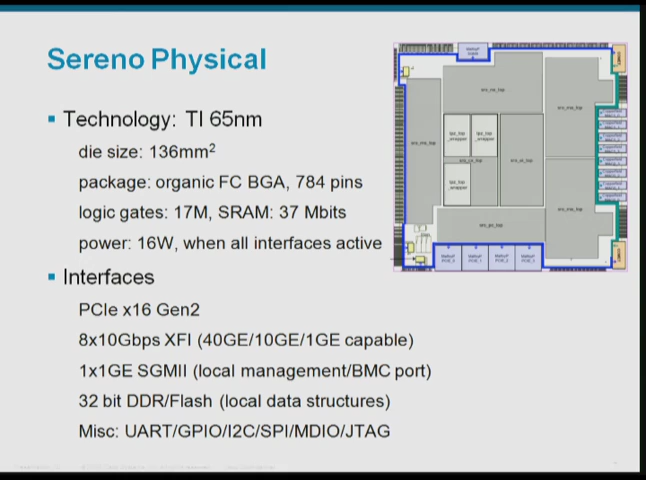 Sereno Physical
Technology: TI 65nm
die size: 136mm²
package: organic FC BGA, 784 pins
logic gates: 17M, SRAM: 37 Mbits
power: 16W, when all interfaces active
Interfaces
PCIe x16 Gen2
8x10Gbps XFI (40GE/10GE/1GE capable)
1x1GE SGMII (local management/BMC port)
32 bit DDR/Flash (local data structures)
Misc: UART/GPIO/I2C/SPI/MDIO/JTAG